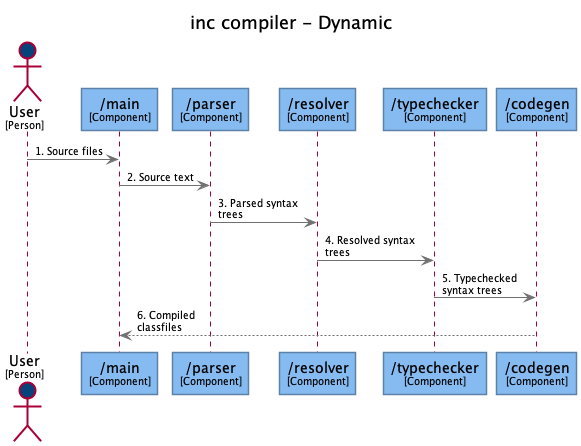 inc compiler – Dynamic
User
[Person]
/main
[Component]
/parser
[Component]
/resolver
[Component]
/typechecker
[Component]
/codegen
[Component]
1. Source files
2. Source text
3. Parsed syntax
trees
4. Resolved syntax
trees
5. Typechecked
syntax trees
6. Compiled
classfiles
User
[Person]
/main
[Component]
/parser
[Component]
/resolver
[Component]
/typechecker
[Component]
/codegen
[Component]